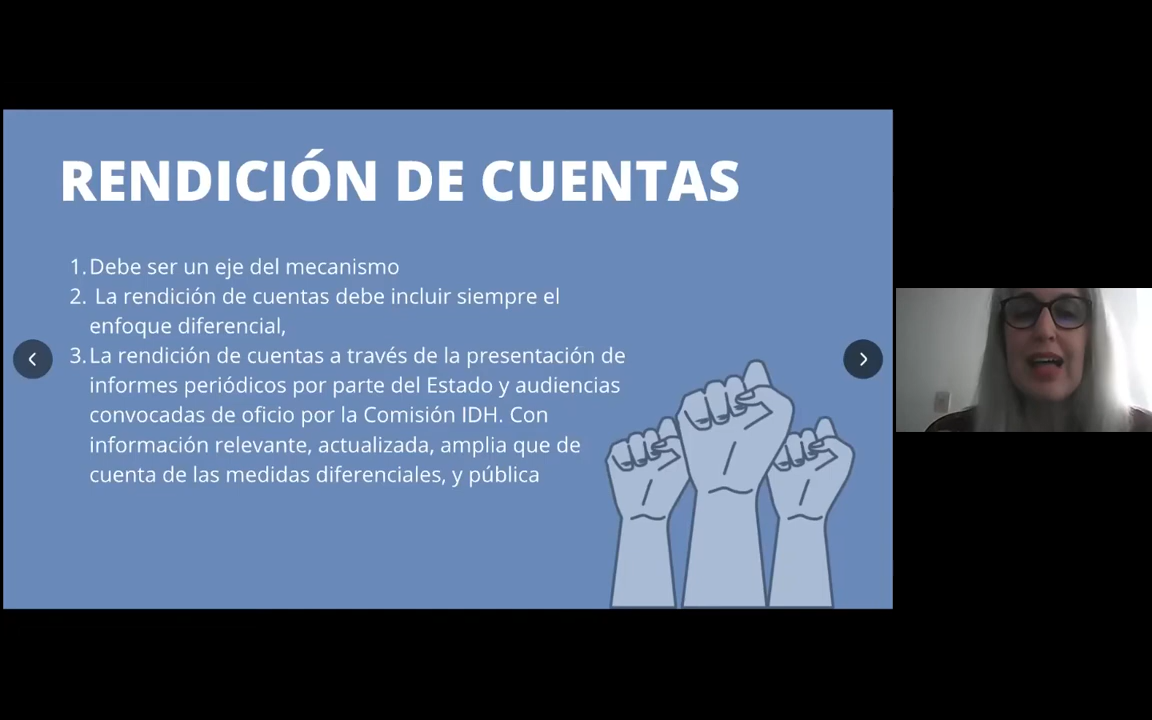 RENDICIÓN DE CUENTAS
1. Debe ser un eje del mecanismo
2. La rendición de cuentas debe incluir siempre el
enfoque diferencial,
3. La rendición de cuentas a través de la presentación de
informes periódicos por parte del Estado y audiencias
convocadas de oficio por la Comisión IDH. Con
información relevante, actualizada, amplia que de
cuenta de las medidas diferenciales, y pública